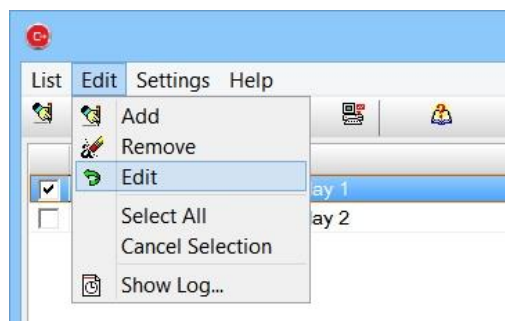 List Edit Settings Help
Add
Remove
Edit
ay 1
Select All
ay 2
Cancel Selection
Show Log...